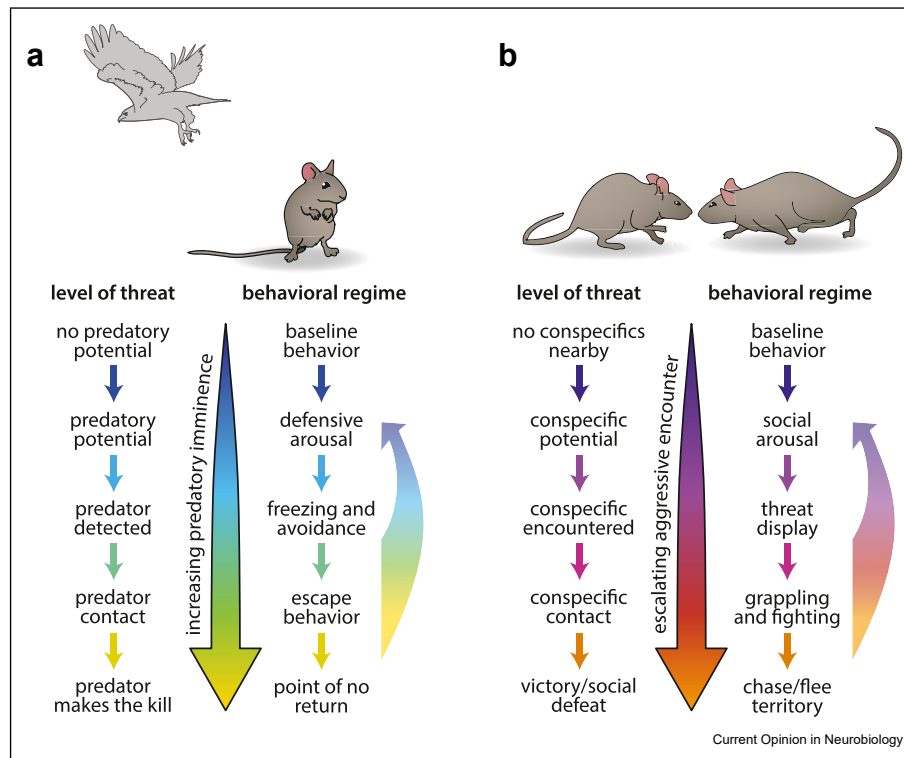 a
level of threat
behavioral regime
no predatory
potential
baseline
behavior
predatory
potential
defensive
arousal
predator
detected
freezing and
avoidance
predator
contact
escape
behavior
predator
makes the kill
point of no
return
increasing predatory imminence
b
level of threat
behavioral regime
no conspecifics
nearby
baseline
behavior
conspecific
potential
social
arousal
conspecific
encountered
threat
display
conspecific
contact
grappling
and fighting
victory/social
defeat
chase/flee
territory
escalating aggressive encounter
Current Opinion in Neurobiology